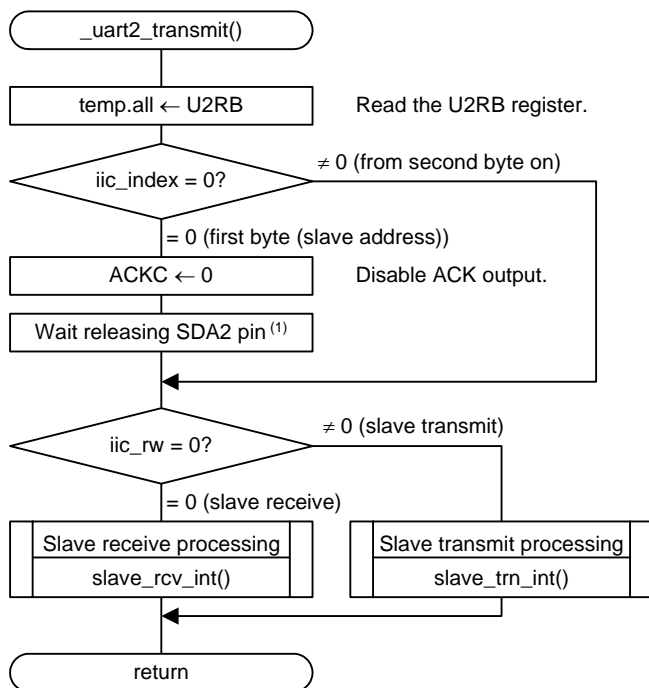 _uart2_transmit()
temp.all ← U2RB
Read the U2RB register.
≠ 0 (from second byte on)
iic_index = 0?
= 0 (first byte (slave address))
ACKC ← 0
Disable ACK output.
Wait releasing SDA2 pin (1)
≠ 0 (slave transmit)
iic_rw = 0?
= 0 (slave receive)
Slave receive processing
slave_rcv_int()
Slave transmit processing
slave_trn_int()
return